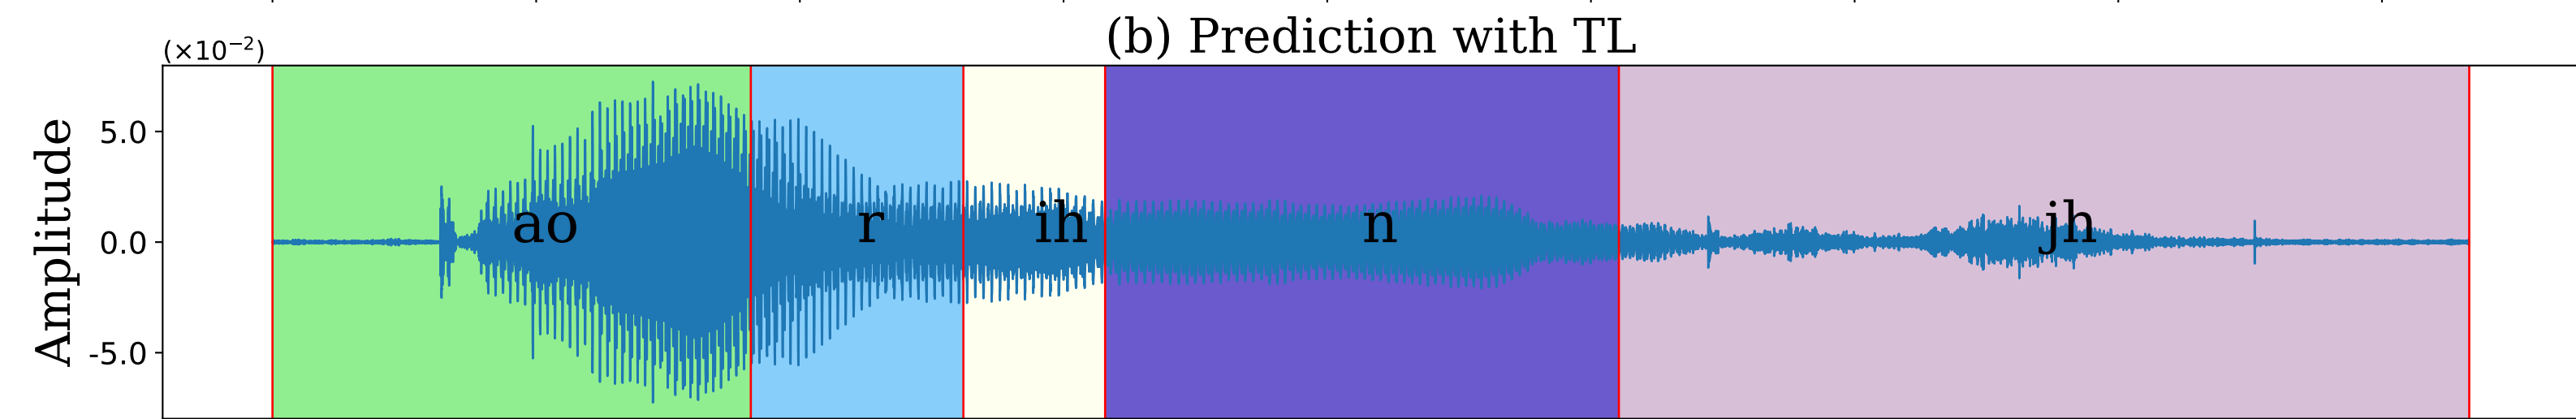 (b) Prediction with TL
(×10⁻²)
Amplitude
5.0
0.0
-5.0
ao r ih n jh